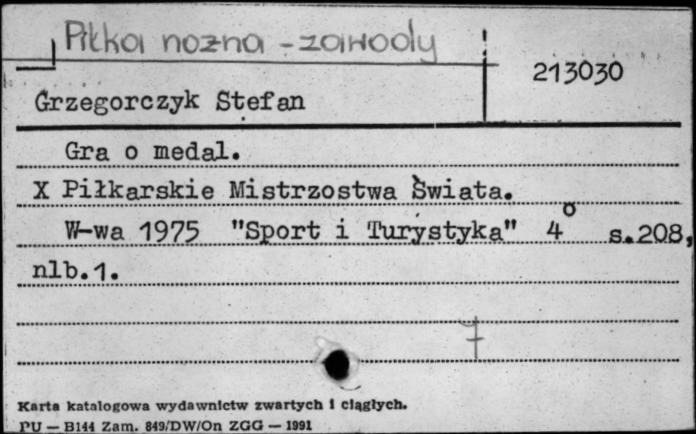 Piłka nożna - zawody
213030
Grzegorczyk Stefan
Gra o medal.
X Piłkarskie Mistrzostwa Świata.
W-wa 1975 "Sport i Turystyka" 4° s.208,
nlb.1.
Karta katalogowa wydawnictw zwartych i ciągłych.
PU — B144 Zam. 849/DW/On ZGG — 1991